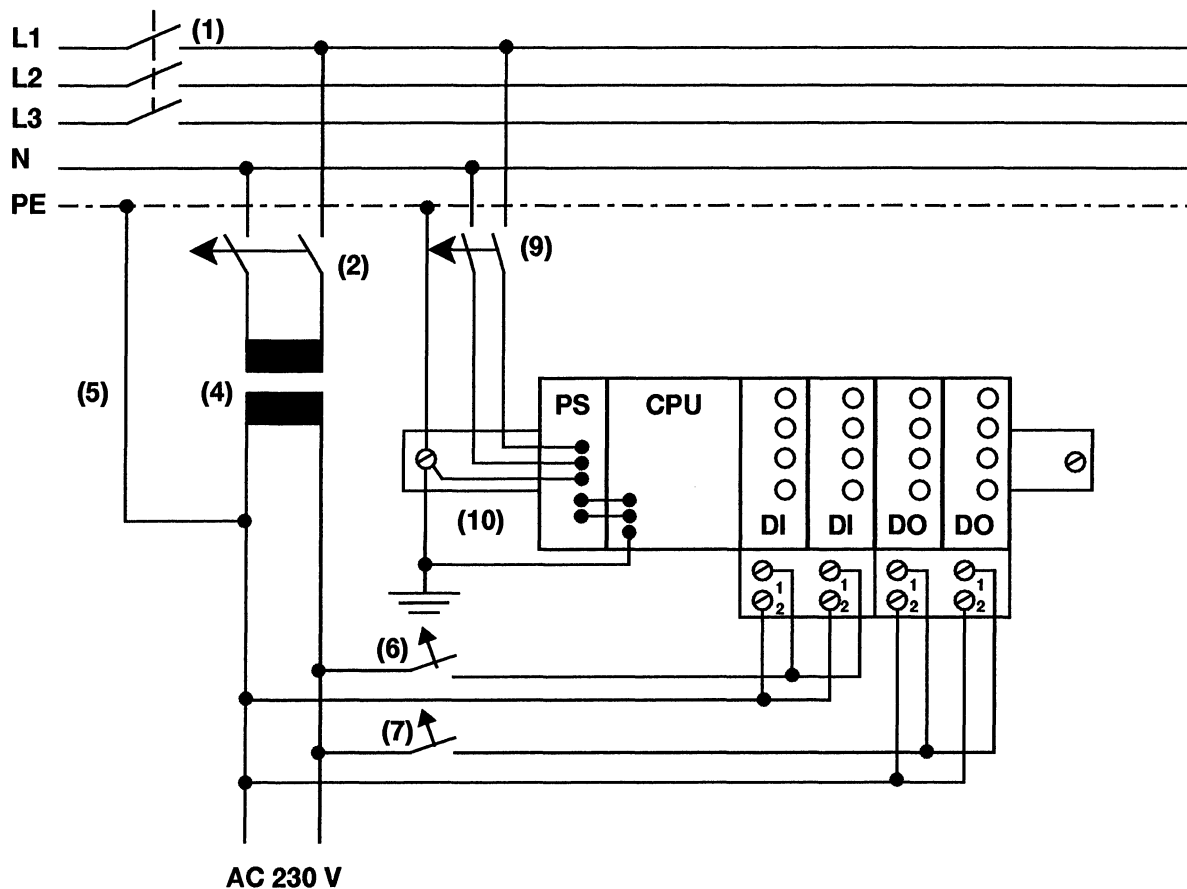 L1
(1)
L2
L3
N
PE
(2)
(9)
(5)
(4)
PS
CPU
(10)
DI
DI
DO
DO
1
1
1
1
2
2
2
2
(6)
(7)
AC 230 V